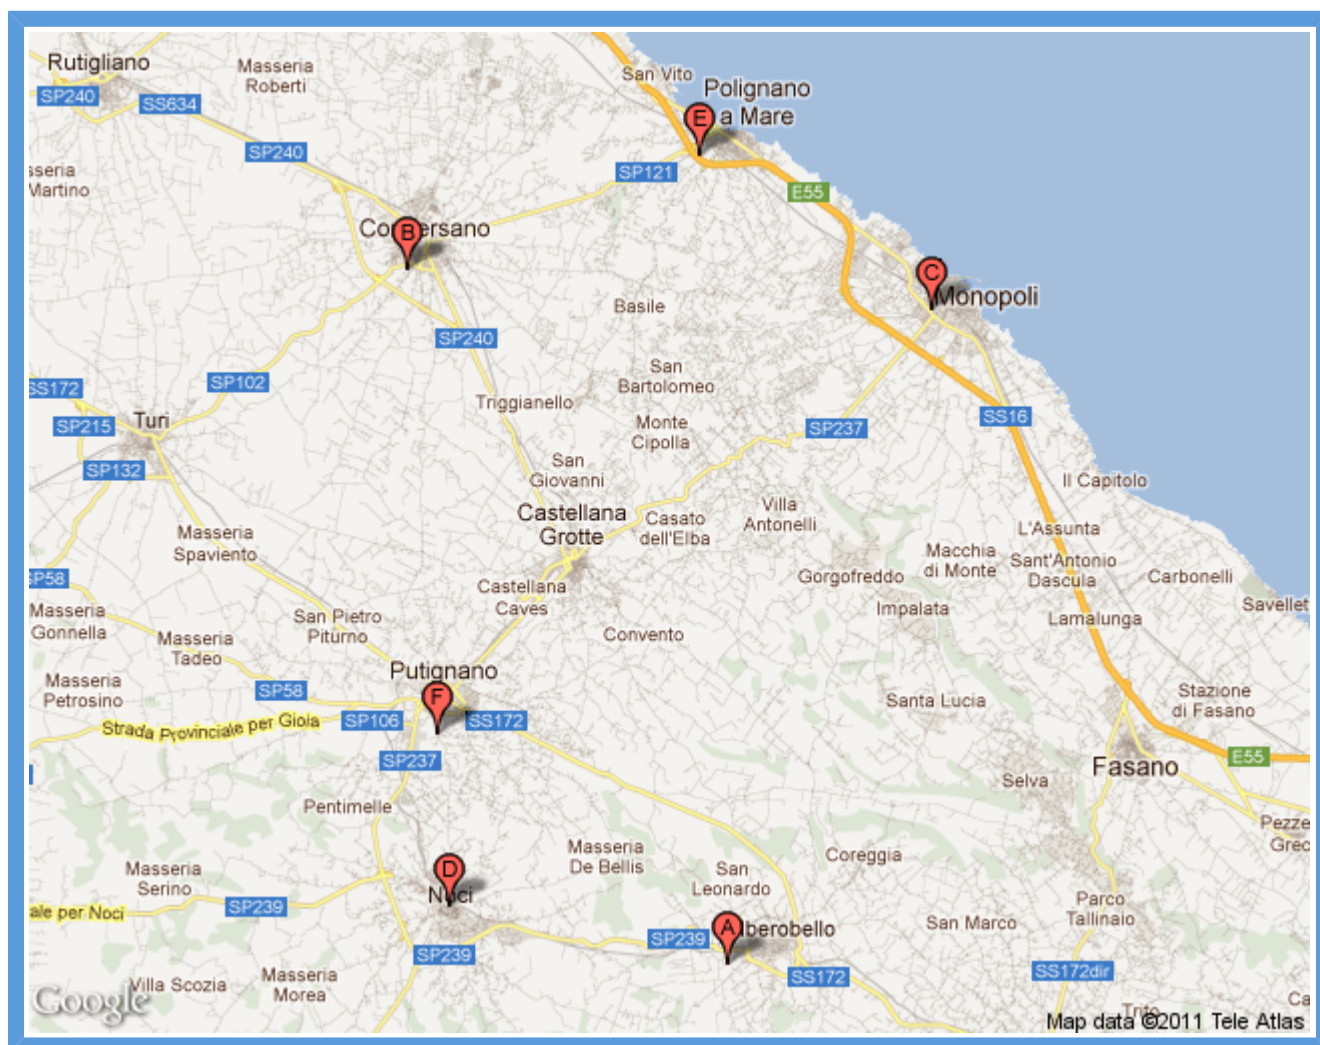 Rutigliano
Masseria
Roberti
San Vito
Polignano
a Mare
SP240
SS634
E
SP240
SP121
sseria
Martino
E55
B
Co ersano
C
Monopoli
Basile
SP240
San
Bartolomeo
SS172
SP102
Triggianello
SS16
Turi
SP215
Monte
Cipolla
SP237
SP132
San
Giovanni
Il Capitolo
Castellana
Grotte
Casato
dell'Elba
Villa
Antonelli
L'Assunta
Masseria
Spaviento
Macchia
di Monte
Sant'Antonio
Dascula
SP58
Castellana
Caves
Gorgofreddo
Carbonelli
Masseria
Gonnella
San Pietro
Piturno
Impalata
Savellet
Lamalunga
Masseria
Tadeo
Convento
Putignano
Masseria
Petrosino
SP58
F
Santa Lucia
Stazione
di Fasano
Strada Provinciale per Gioia
SP106
SS172
SP237
E55
Fasano
Selva
Pentimelle
Pezze
Grec
Masseria
De Bellis
Coreggia
Masseria
Serino
D
Noci
San
Leonardo
Parco
Tallinaio
ale per Noci
SP239
San Marco
A
lberobello
SP239
SP239
SS172
SS172dir
Villa Scozia
Masseria
Morea
Google
Ca
Trito
Map data ©2011 Tele Atlas